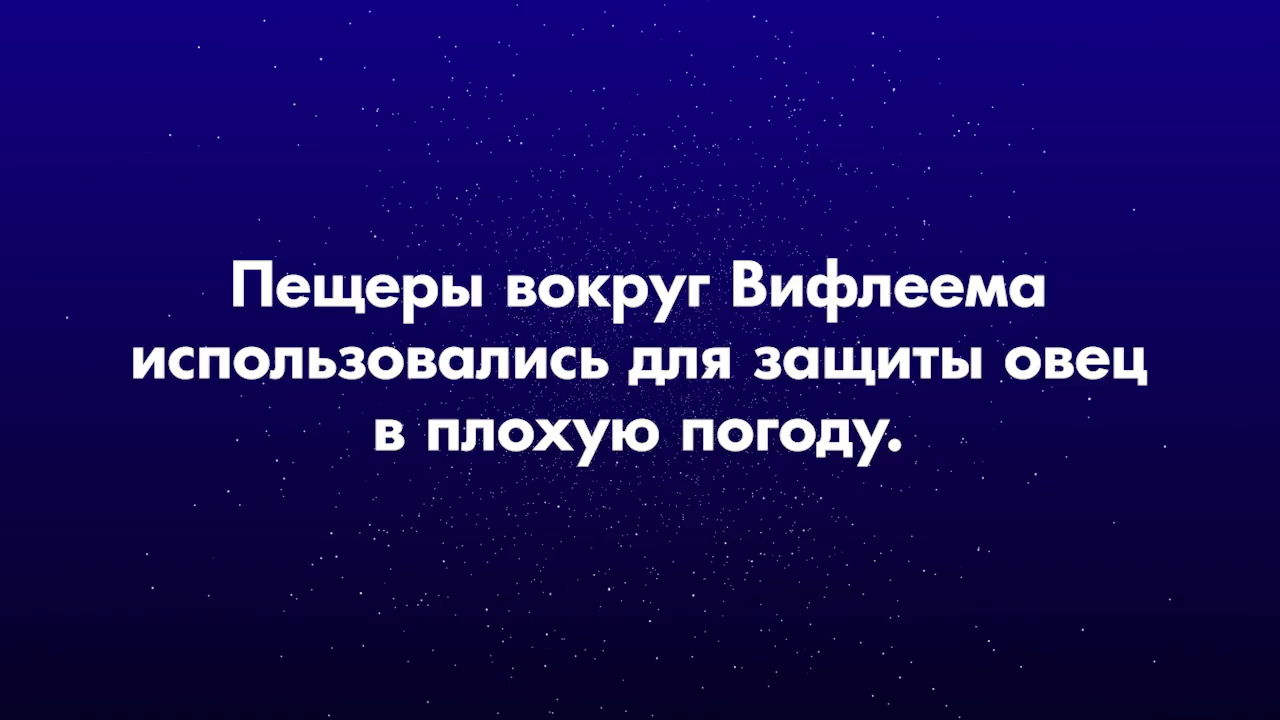 Пещеры вокруг Вифлеема
использовались для защиты овец
в плохую погоду.